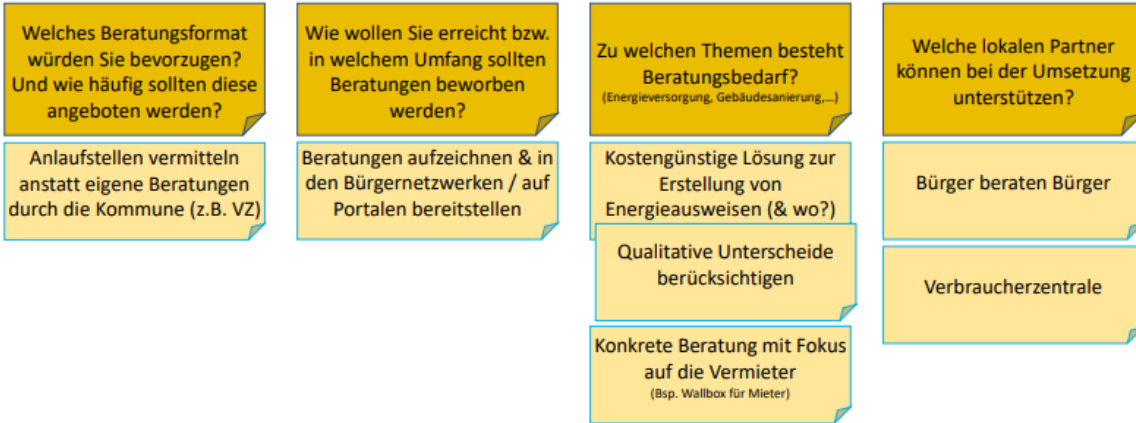 Welches Beratungsformat
würden Sie bevorzugen?
Und wie häufig sollten diese
angeboten werden?
Anlaufstellen vermitteln
anstatt eigene Beratungen
durch die Kommune (z.B. VZ)
Wie wollen Sie erreicht bzw.
in welchem Umfang sollten
Beratungen beworben
werden?
Beratungen aufzeichnen & in
den Bürgernetzwerken / auf
Portalen bereitstellen
Zu welchen Themen besteht
Beratungsbedarf?
(Energieversorgung, Gebäudesanierung,...)
Kostengünstige Lösung zur
Erstellung von
Energieausweisen (& wo?)
Qualitative Unterscheide
berücksichtigen
Konkrete Beratung mit Fokus
auf die Vermieter
(Bsp. Wallbox für Mieter)
Welche lokalen Partner
können bei der Umsetzung
unterstützen?
Bürger beraten Bürger
Verbraucherzentrale